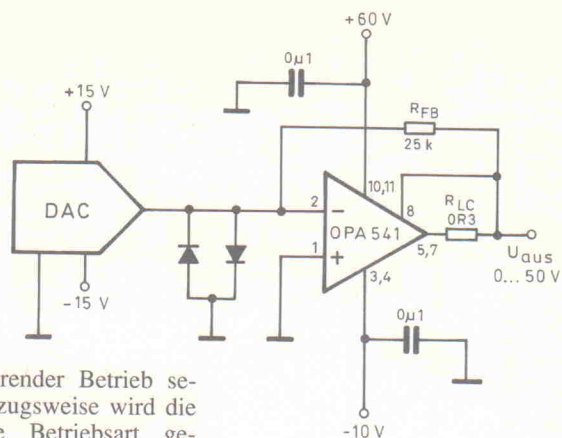 +60 V
0µ1
+15 V
R_FB
25 k
10,11
DAC
2
−
8
R_LC
OPA 541
0R3
1
+
5,7
U_aus
3,4
0... 50 V
−15 V
0µ1
render Betrieb se-
zugsweise wird die
e Betriebsart ge-
−10 V